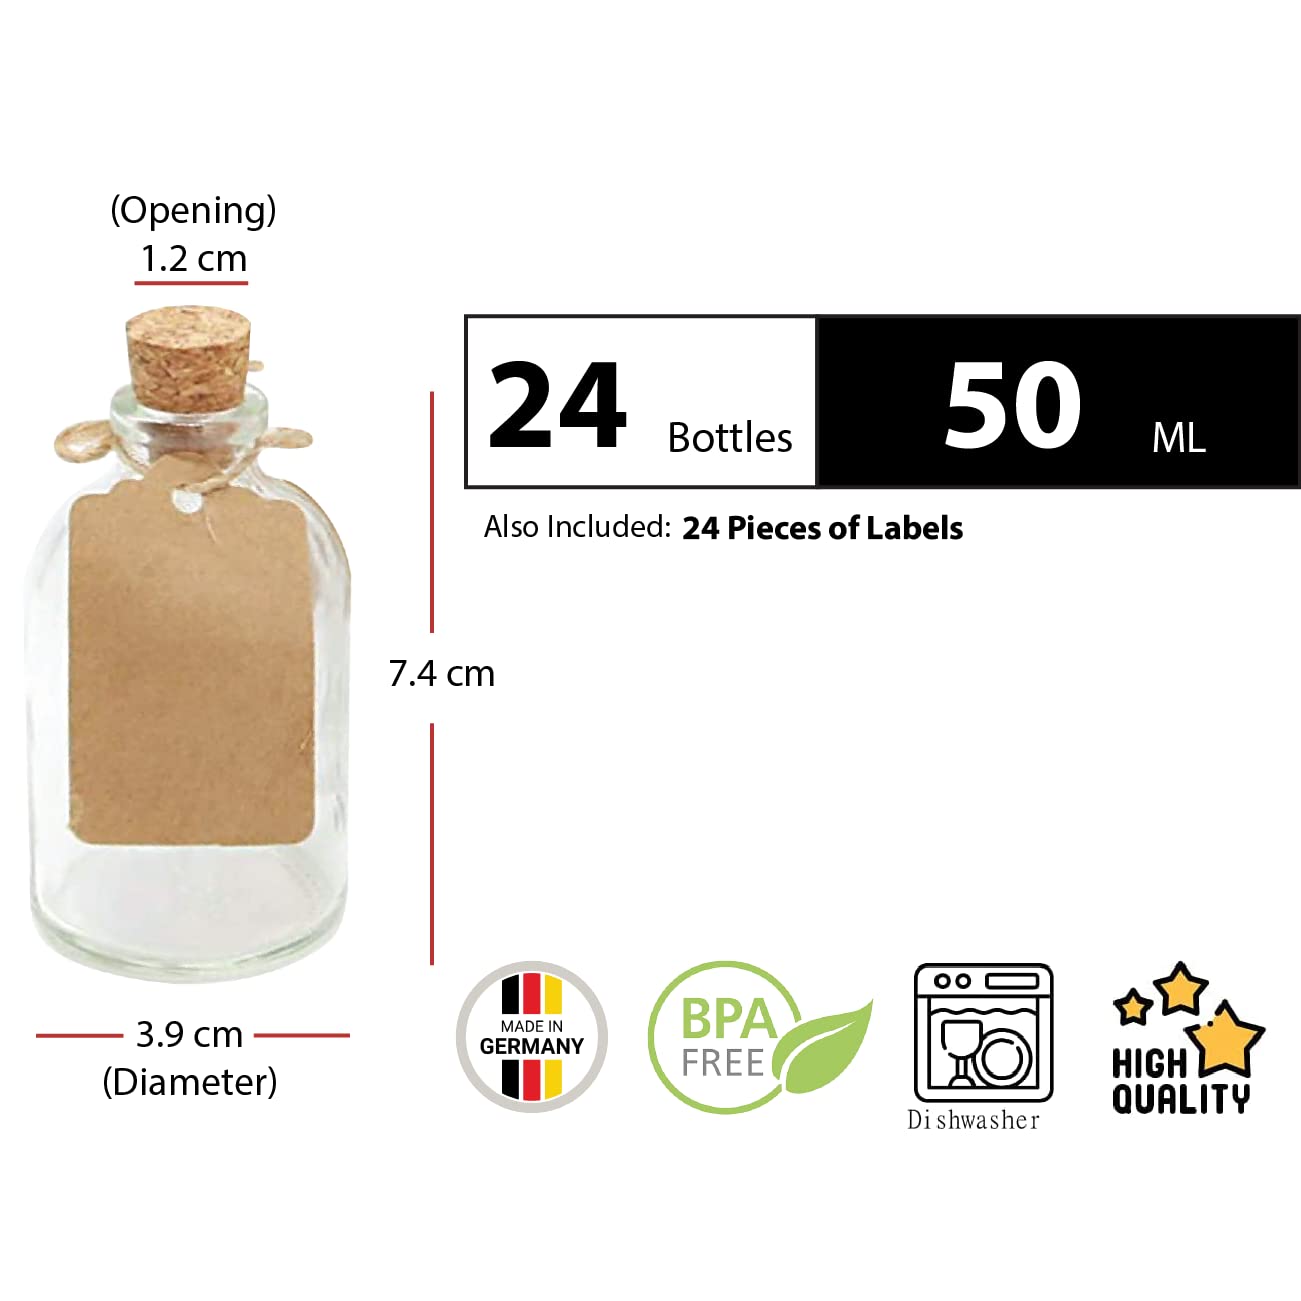 (Opening)
1.2 cm
24 Bottles 50 ML
Also Included: 24 Pieces of Labels
7.4 cm
3.9 cm
(Diameter)
MADE IN
GERMANY
BPA
FREE
Dishwasher
HIGH
QUALITY